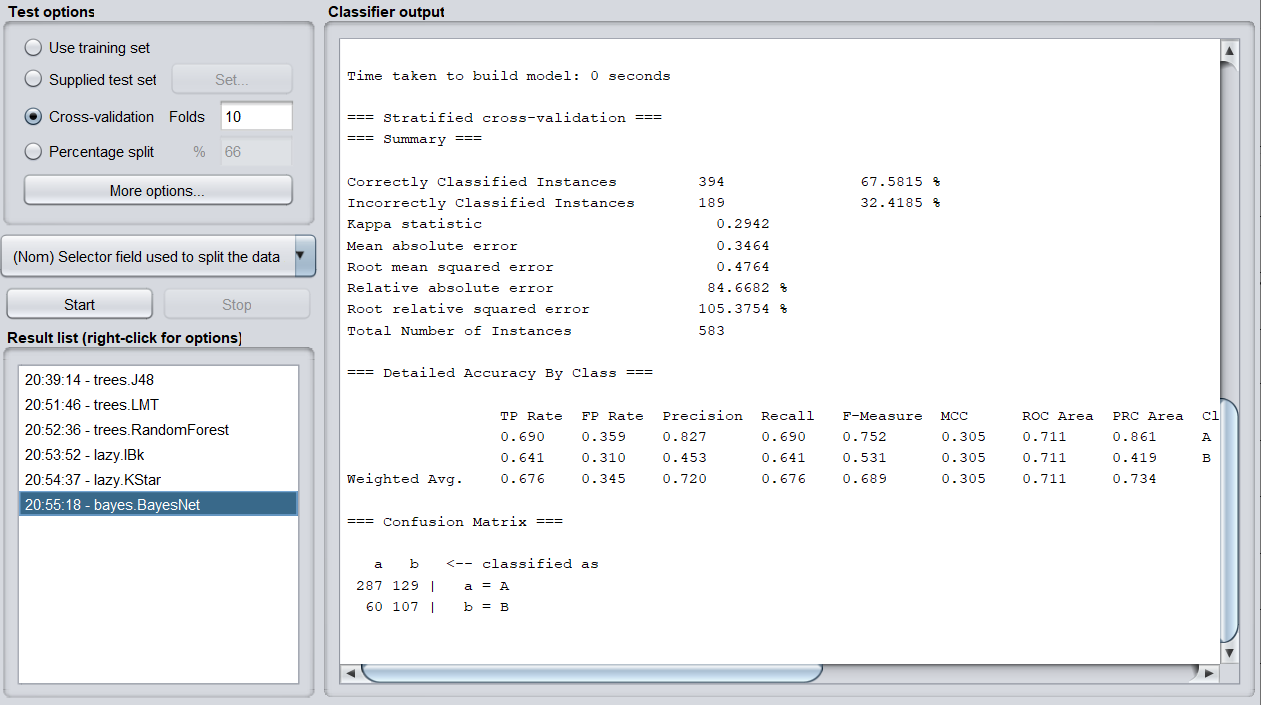 Test options
Use training set
Supplied test set Set...
Cross-validation Folds 10
Percentage split % 66
More options...
(Nom) Selector field used to split the data
Start Stop
Result list (right-click for options)
20:39:14 - trees.J48
20:51:46 - trees.LMT
20:52:36 - trees.RandomForest
20:53:52 - lazy.IBk
20:54:37 - lazy.KStar
20:55:18 - bayes.BayesNet
Classifier output
Time taken to build model: 0 seconds
=== Stratified cross-validation ===
=== Summary ===
Correctly Classified Instances 394 67.5815 %
Incorrectly Classified Instances 189 32.4185 %
Kappa statistic 0.2942
Mean absolute error 0.3464
Root mean squared error 0.4764
Relative absolute error 84.6682 %
Root relative squared error 105.3754 %
Total Number of Instances 583
=== Detailed Accuracy By Class ===
TP Rate FP Rate Precision Recall F-Measure MCC ROC Area PRC Area Cl
0.690 0.359 0.827 0.690 0.752 0.305 0.711 0.861 A
0.641 0.310 0.453 0.641 0.531 0.305 0.711 0.419 B
Weighted Avg. 0.676 0.345 0.720 0.676 0.689 0.305 0.711 0.734
=== Confusion Matrix ===
a b <-- classified as
287 129 | a = A
60 107 | b = B